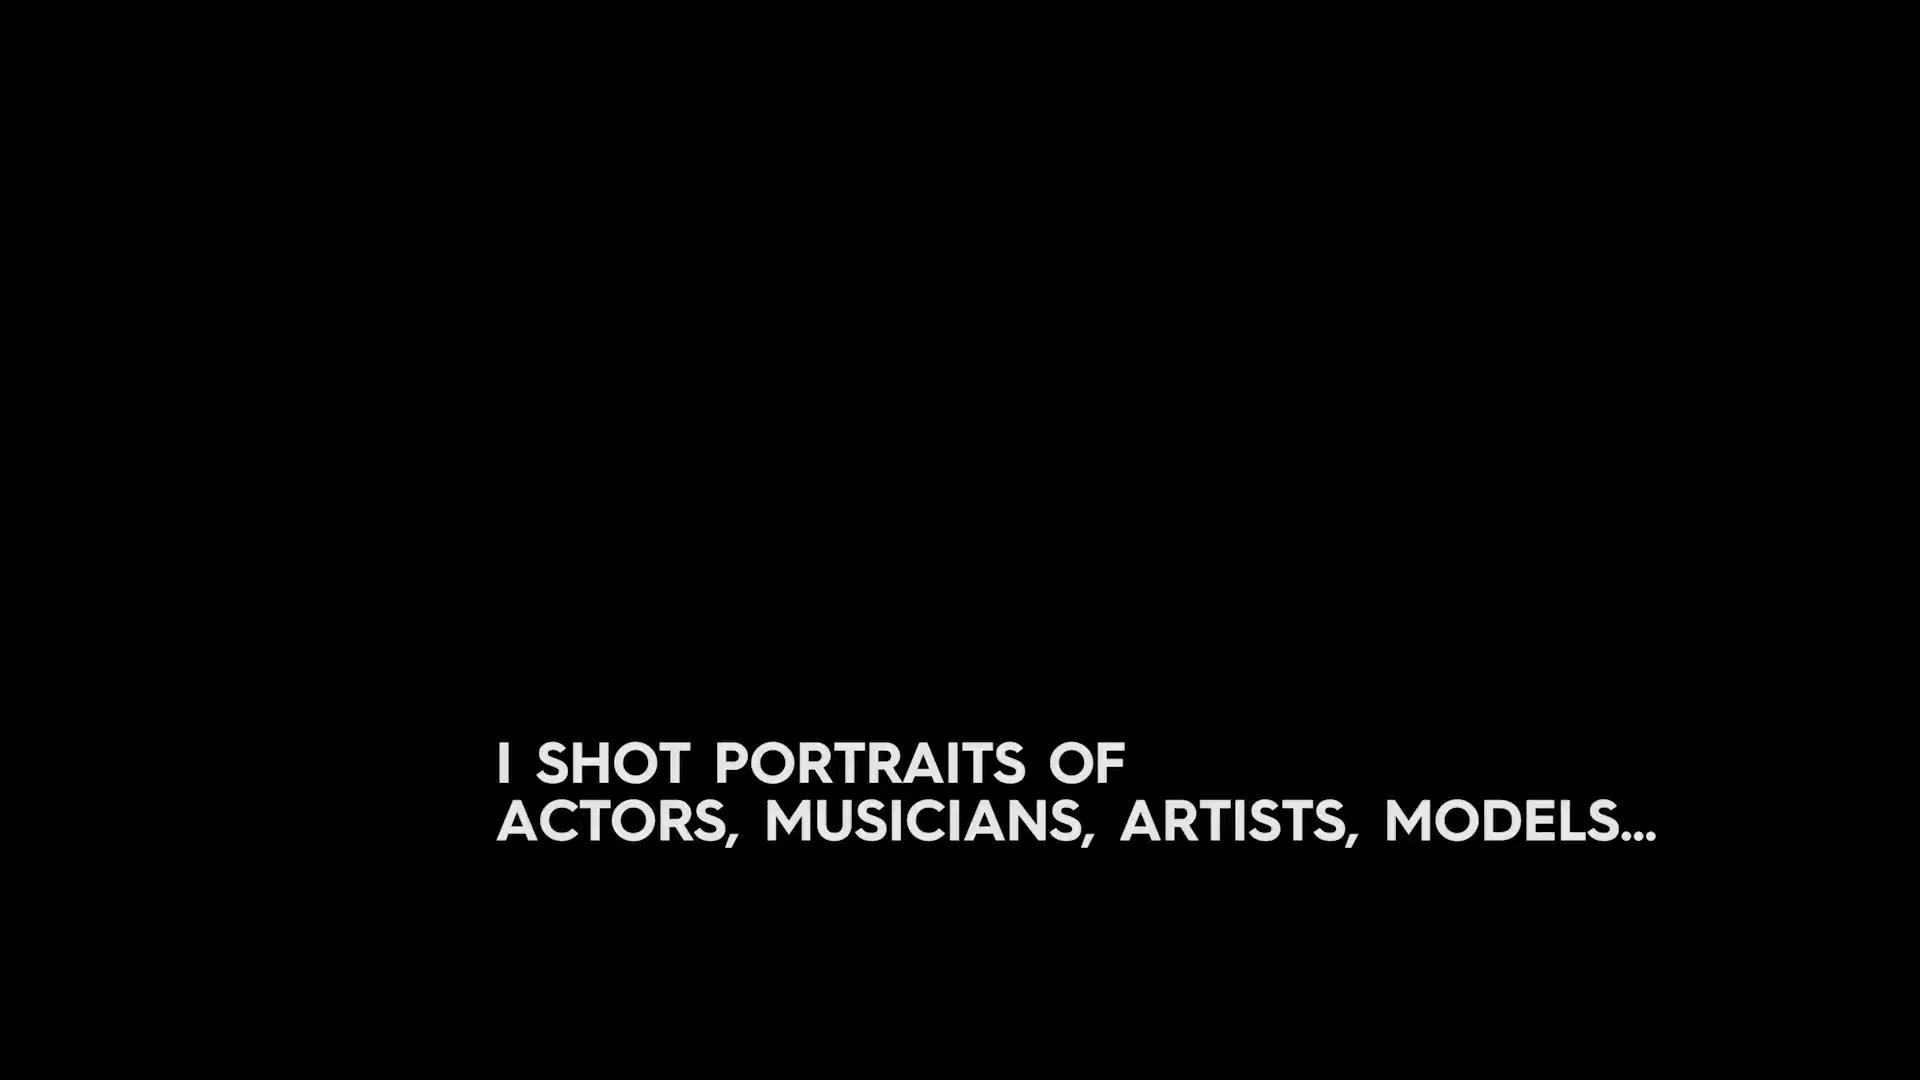 I SHOT PORTRAITS OF
ACTORS, MUSICIANS, ARTISTS, MODELS...